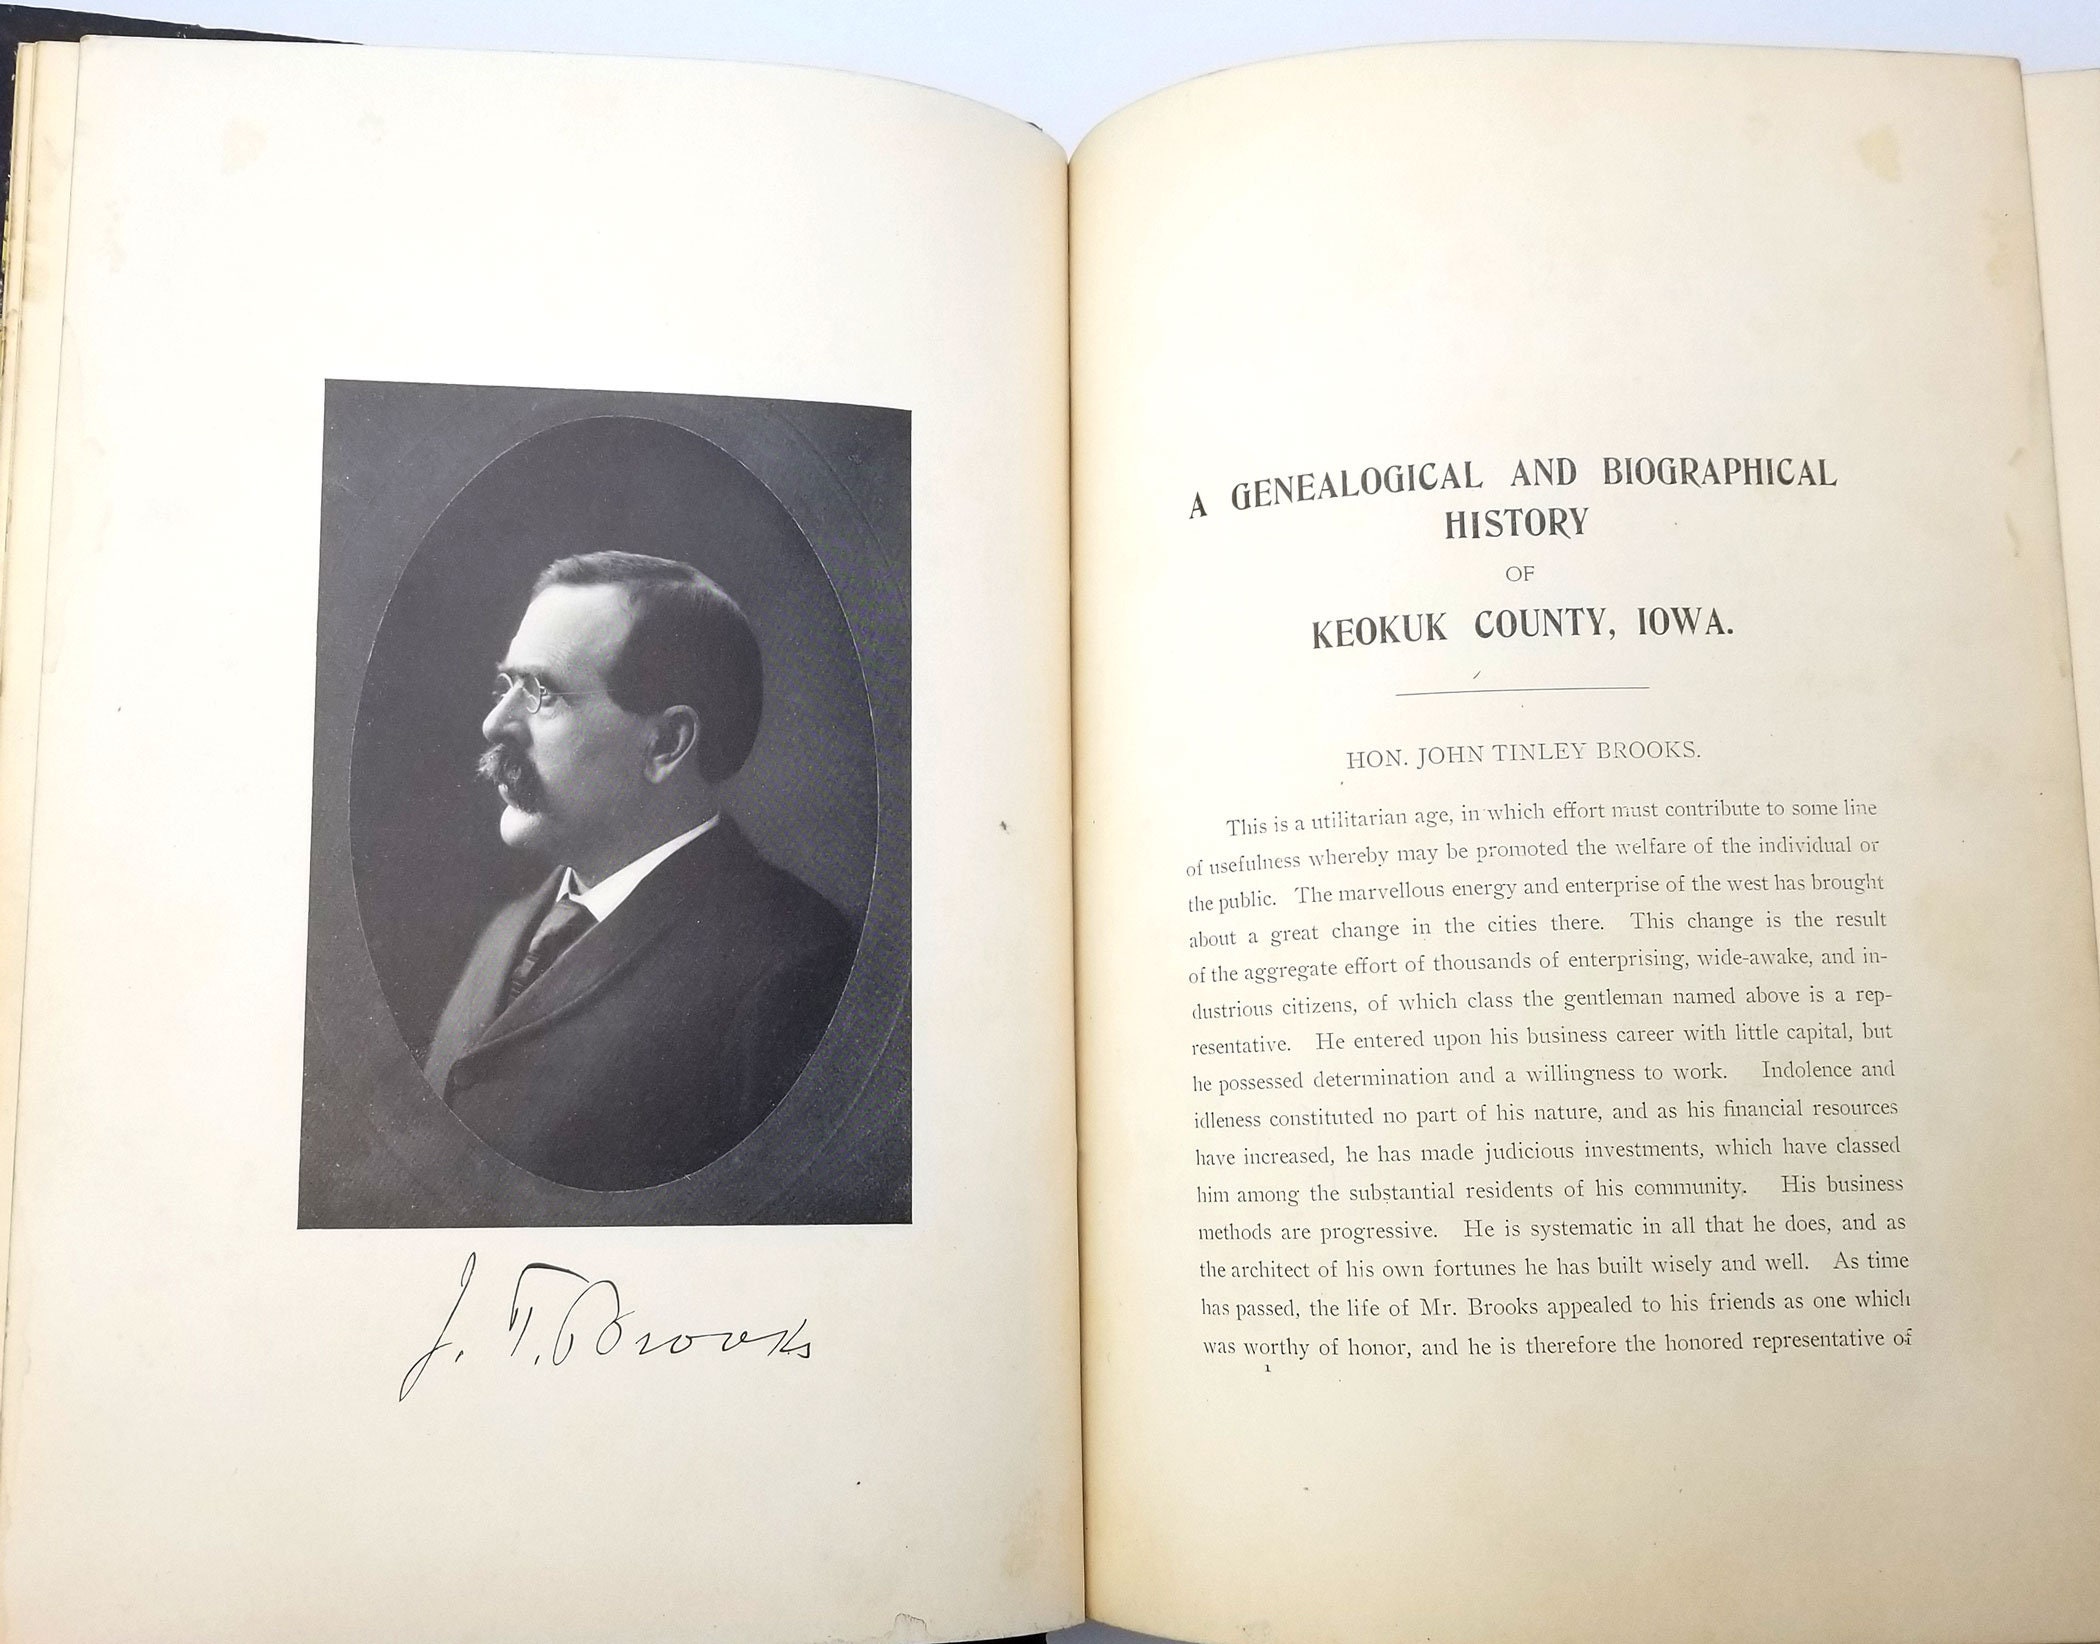 J. T. Brooks
A GENEALOGICAL AND BIOGRAPHICAL
HISTORY
OF
KEOKUK COUNTY, IOWA.
HON. JOHN TINLEY BROOKS.
This is a utilitarian age, in which effort must contribute to some line
of usefulness whereby may be promoted the welfare of the individual or
the public. The marvellous energy and enterprise of the west has brought
about a great change in the cities there. This change is the result
of the aggregate effort of thousands of enterprising, wide-awake, and in-
dustrious citizens, of which class the gentleman named above is a rep-
resentative. He entered upon his business career with little capital, but
he possessed determination and a willingness to work. Indolence and
idleness constituted no part of his nature, and as his financial resources
have increased, he has made judicious investments, which have classed
him among the substantial residents of his community. His business
methods are progressive. He is systematic in all that he does, and as
the architect of his own fortunes he has built wisely and well. As time
has passed, the life of Mr. Brooks appealed to his friends as one which
was worthy of honor, and he is therefore the honored representative of
1